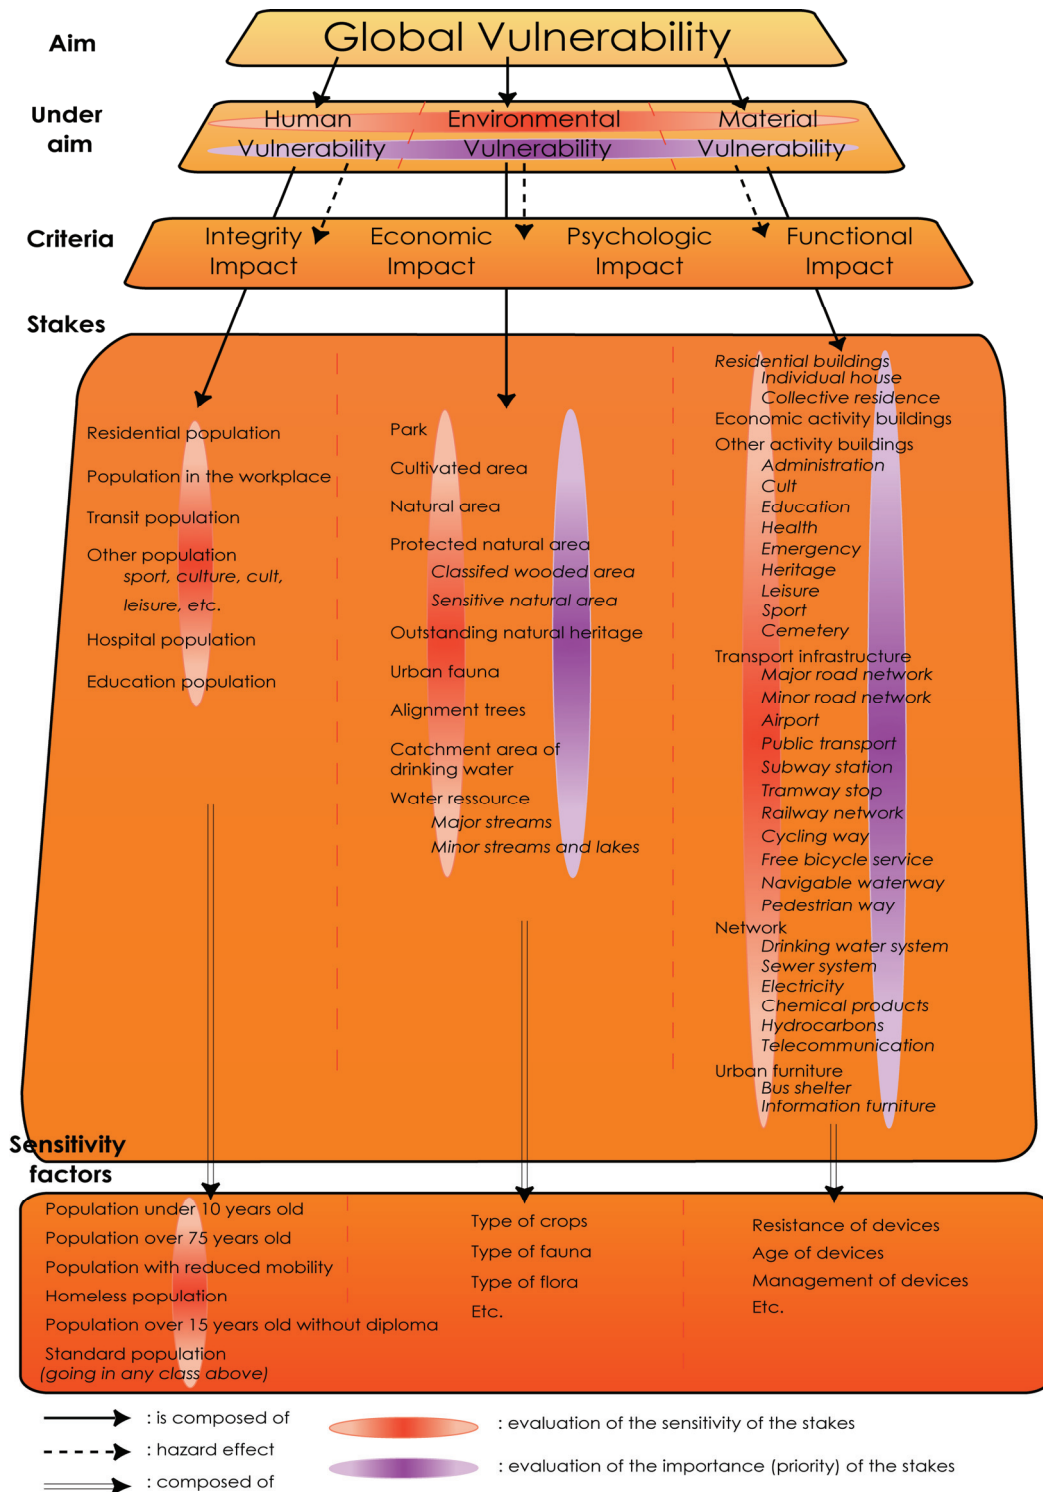 Aim
Global Vulnerability
Under
aim
Human
Vulnerability
Environmental
Vulnerability
Material
Vulnerability
Criteria
Integrity
Impact
Economic
Impact
Psychologic
Impact
Functional
Impact
Stakes
Residential population
Population in the workplace
Transit population
Other population
sport, culture, cult,
leisure, etc.
Hospital population
Education population
Park
Cultivated area
Natural area
Protected natural area
Classifed wooded area
Sensitive natural area
Outstanding natural heritage
Urban fauna
Alignment trees
Catchment area of
drinking water
Water ressource
Major streams
Minor streams and lakes
Residential buildings
Individual house
Collective residence
Economic activity buildings
Other activity buildings
Administration
Cult
Education
Health
Emergency
Heritage
Leisure
Sport
Cemetery
Transport infrastructure
Major road network
Minor road network
Airport
Public transport
Subway station
Tramway stop
Railway network
Cycling way
Free bicycle service
Navigable waterway
Pedestrian way
Network
Drinking water system
Sewer system
Electricity
Chemical products
Hydrocarbons
Telecommunication
Urban furniture
Bus shelter
Information furniture
Sensitivity
factors
Population under 10 years old
Population over 75 years old
Population with reduced mobility
Homeless population
Population over 15 years old without diploma
Standard population
(going in any class above)
Type of crops
Type of fauna
Type of flora
Etc.
Resistance of devices
Age of devices
Management of devices
Etc.
: is composed of
: hazard effect
: composed of
: evaluation of the sensitivity of the stakes
: evaluation of the importance (priority) of the stakes